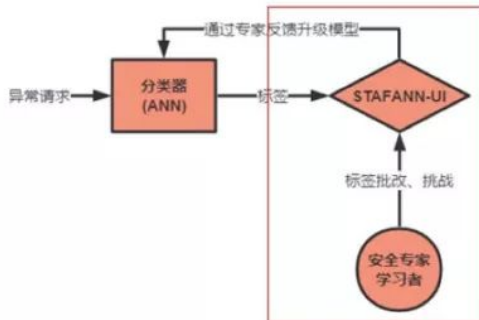 通过专家反馈升级模型
异常请求
分类器
(ANN)
标签
STAFANN-UI
标签批改、挑战
安全专家
学习者